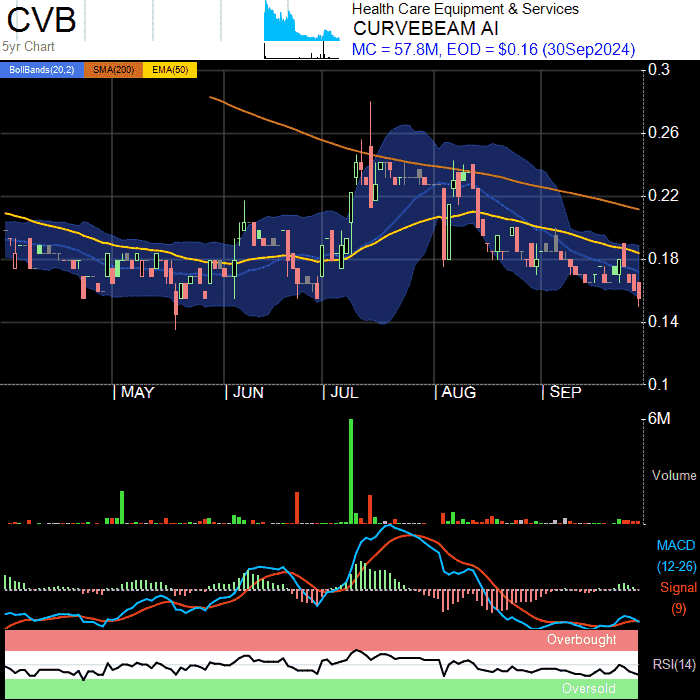 CVB
5yr Chart
Health Care Equipment & Services
CURVEBEAM AI
MC = 57.8M, EOD = $0.16 (30Sep2024)
BollBands(20,2) SMA(200) EMA(50)
0.3
0.26
0.22
0.18
0.14
0.1
MAY JUN JUL AUG SEP
6M
Volume
MACD
(12-26)
Signal
(9)
Overbought
RSI(14)
Oversold